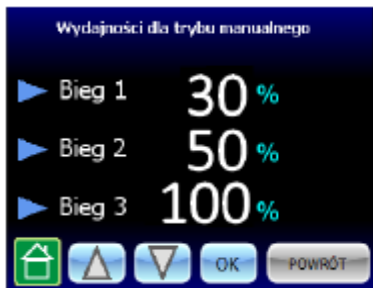 Wydajności dla trybu manualnego
Bieg 1 30 %
Bieg 2 50 %
Bieg 3 100 %
OK POWRÓT